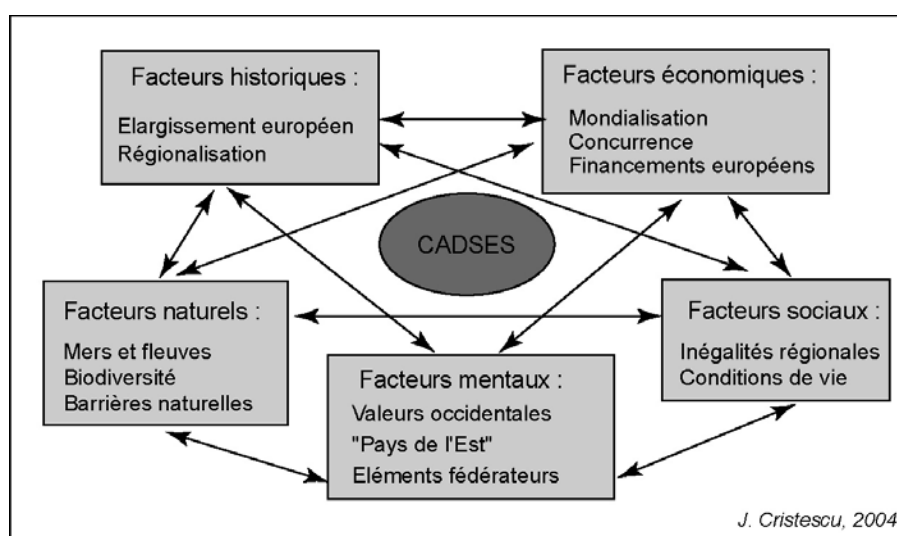 Facteurs historiques :
Elargissement européen
Régionalisation
Facteurs économiques :
Mondialisation
Concurrence
Financements européens
CADSES
Facteurs naturels :
Mers et fleuves
Biodiversité
Barrières naturelles
Facteurs mentaux :
Valeurs occidentales
"Pays de l'Est"
Eléments fédérateurs
Facteurs sociaux :
Inégalités régionales
Conditions de vie
J. Cristescu, 2004